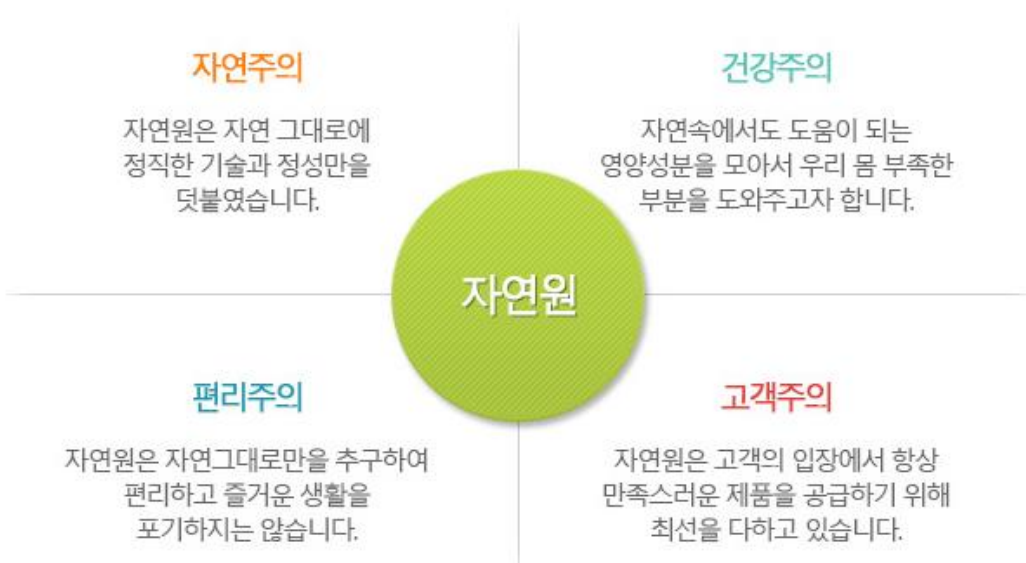 자연주의
자연원은 자연 그대로에
정직한 기술과 정성만을
덧붙였습니다.
건강주의
자연속에서도 도움이 되는
영양성분을 모아서 우리 몸 부족한
부분을 도와주고자 합니다.
자연원
편리주의
자연원은 자연그대로만을 추구하여
편리하고 즐거운 생활을
포기하지는 않습니다.
고객주의
자연원은 고객의 입장에서 항상
만족스러운 제품을 공급하기 위해
최선을 다하고 있습니다.